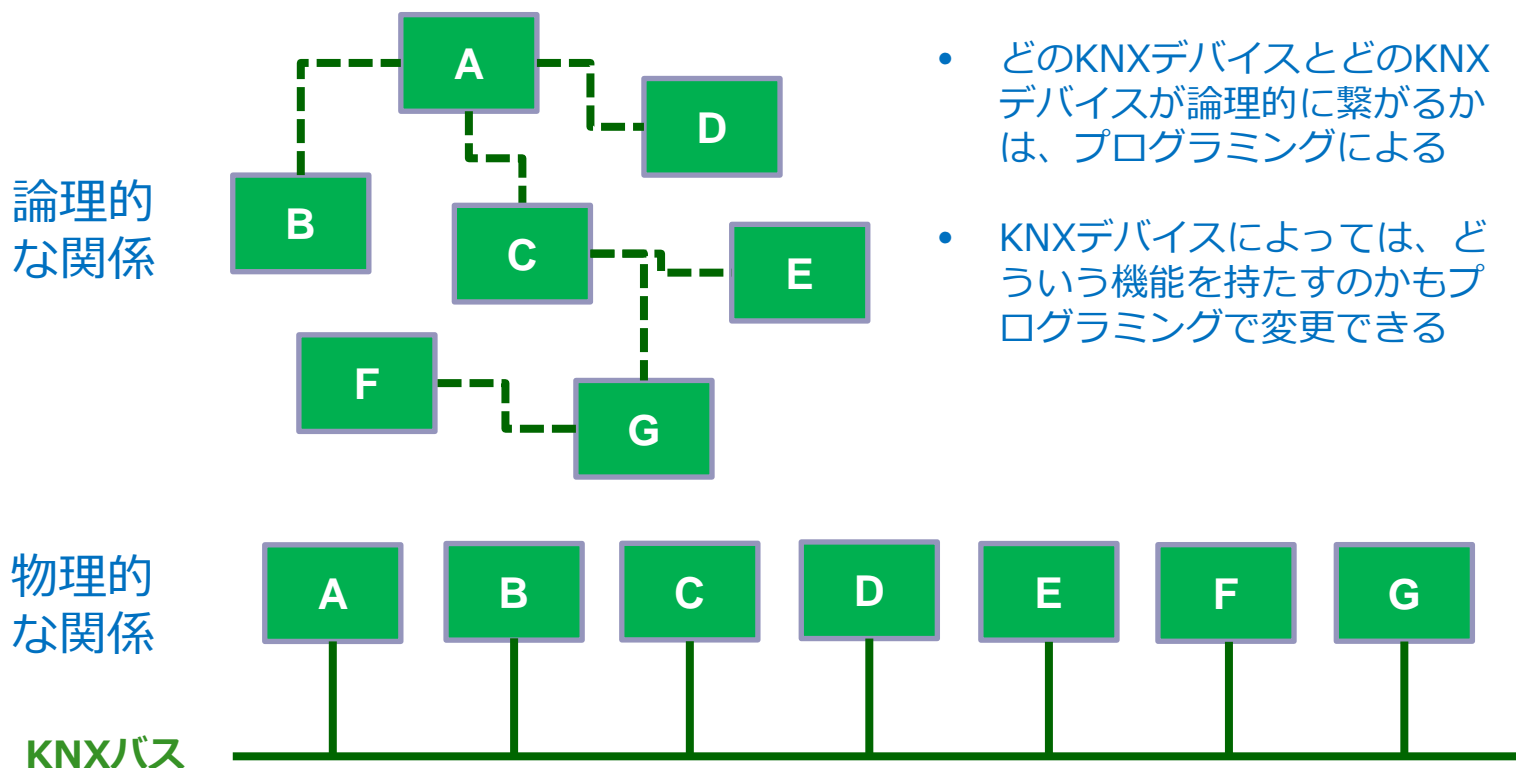 A
D
B
C
E
F
G
論理的
な関係
• どのKNXデバイスとどのKNX
デバイスが論理的に繋がるか
は、プログラミングによる
• KNXデバイスによっては、ど
ういう機能を持たすのかもプ
ログラミングで変更できる
物理的
な関係
A B C D E F G
KNXバス